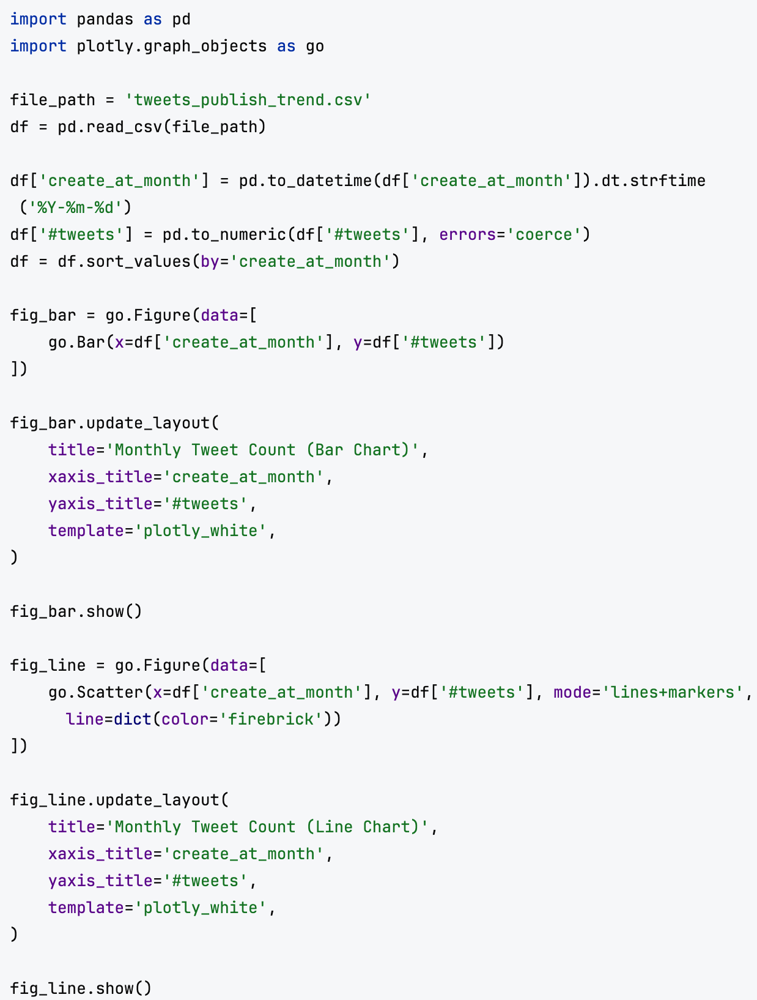 import pandas as pd
import plotly.graph_objects as go

file_path = 'tweets_publish_trend.csv'
df = pd.read_csv(file_path)

df['create_at_month'] = pd.to_datetime(df['create_at_month']).dt.strftime
 ('%Y-%m-%d')
df['#tweets'] = pd.to_numeric(df['#tweets'], errors='coerce')
df = df.sort_values(by='create_at_month')

fig_bar = go.Figure(data=[
    go.Bar(x=df['create_at_month'], y=df['#tweets'])
])

fig_bar.update_layout(
    title='Monthly Tweet Count (Bar Chart)',
    xaxis_title='create_at_month',
    yaxis_title='#tweets',
    template='plotly_white',
)

fig_bar.show()

fig_line = go.Figure(data=[
    go.Scatter(x=df['create_at_month'], y=df['#tweets'], mode='lines+markers',
      line=dict(color='firebrick'))
])

fig_line.update_layout(
    title='Monthly Tweet Count (Line Chart)',
    xaxis_title='create_at_month',
    yaxis_title='#tweets',
    template='plotly_white',
)

fig_line.show()